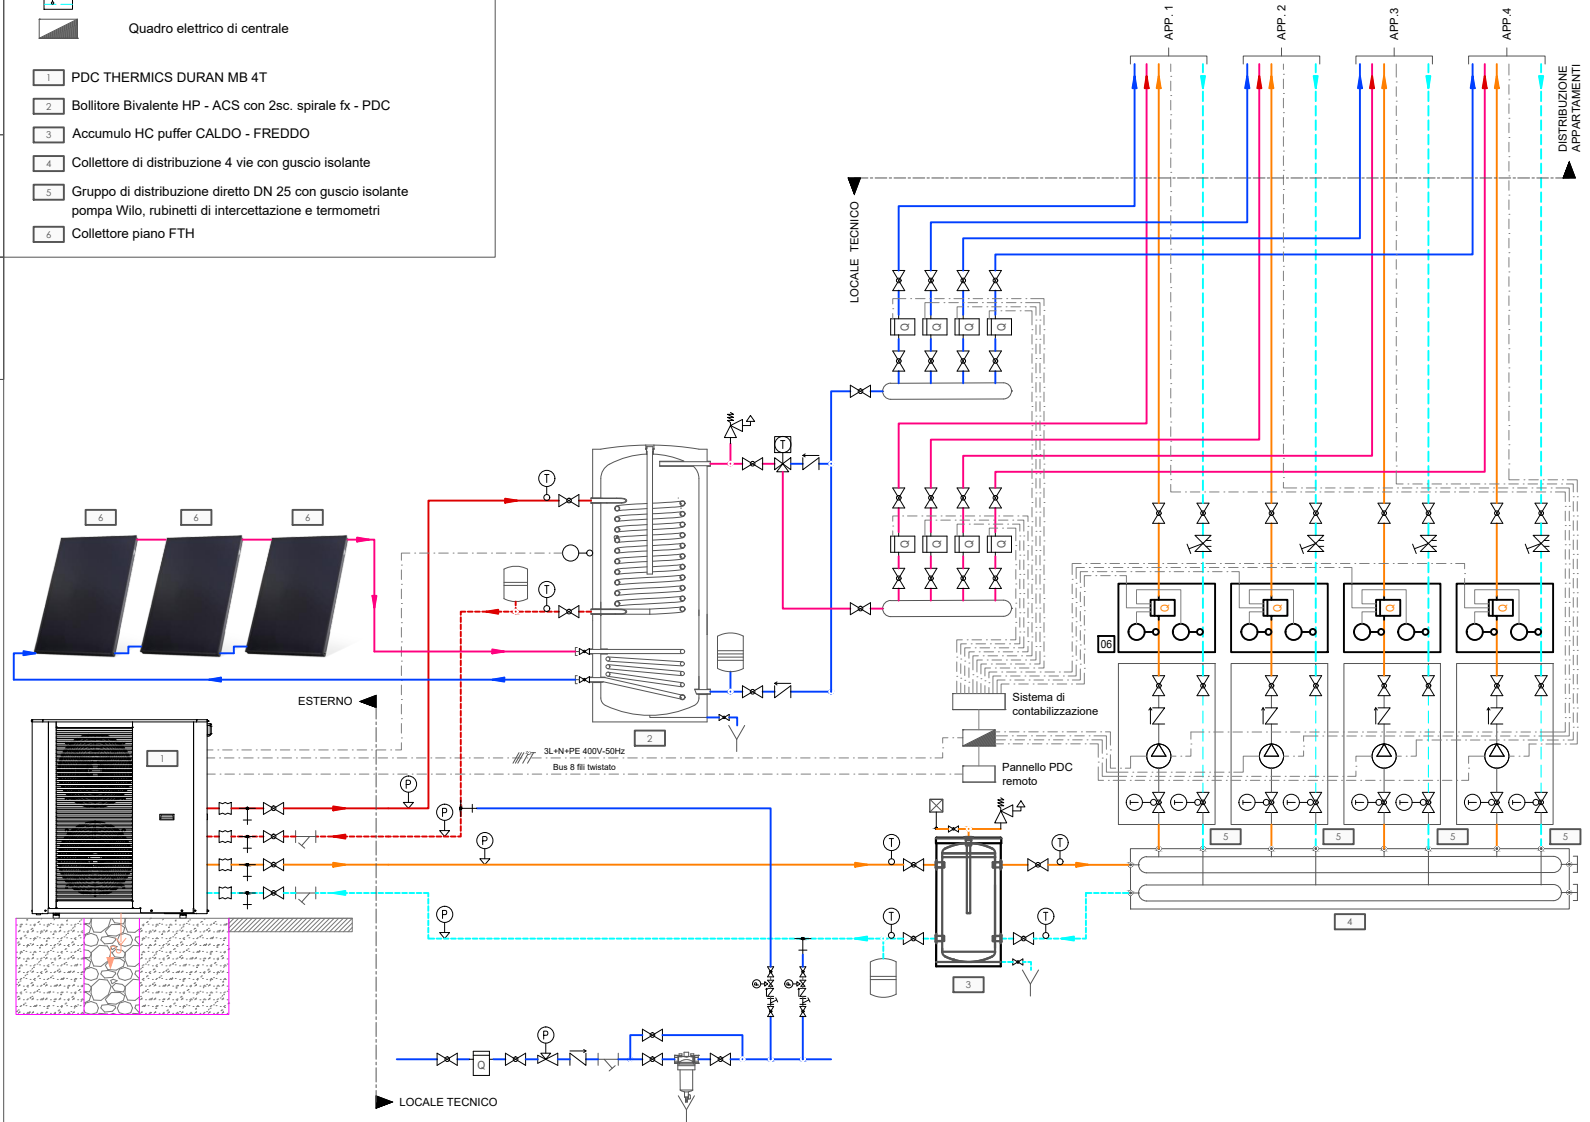 Quadro elettrico di centrale
1 PDC THERMICS DURAN MB 4T
2 Bollitore Bivalente HP - ACS con 2sc. spirale fx - PDC
3 Accumulo HC puffer CALDO - FREDDO
4 Collettore di distribuzione 4 vie con guscio isolante
5 Gruppo di distribuzione diretto DN 25 con guscio isolante
pompa Wilo, rubinetti di intercettazione e termometri
6 Collettore piano FTH
APP. 1
APP. 2
APP.3
APP.4
DISTRIBUZIONE
APPARTAMENTI
LOCALE TECNICO
Q Q Q Q
T
T
6 6 6
Q Q Q Q
T
Q Q Q Q
06
ESTERNO
Sistema di
contabilizzazione
2
1
3L+N+PE 400V-50Hz
Bus 8 fili twistato
Pannello PDC
remoto
P
P
P
T T T T T T T T
5 5 5 5
T T
P
T T
4
3
P
Q
LOCALE TECNICO